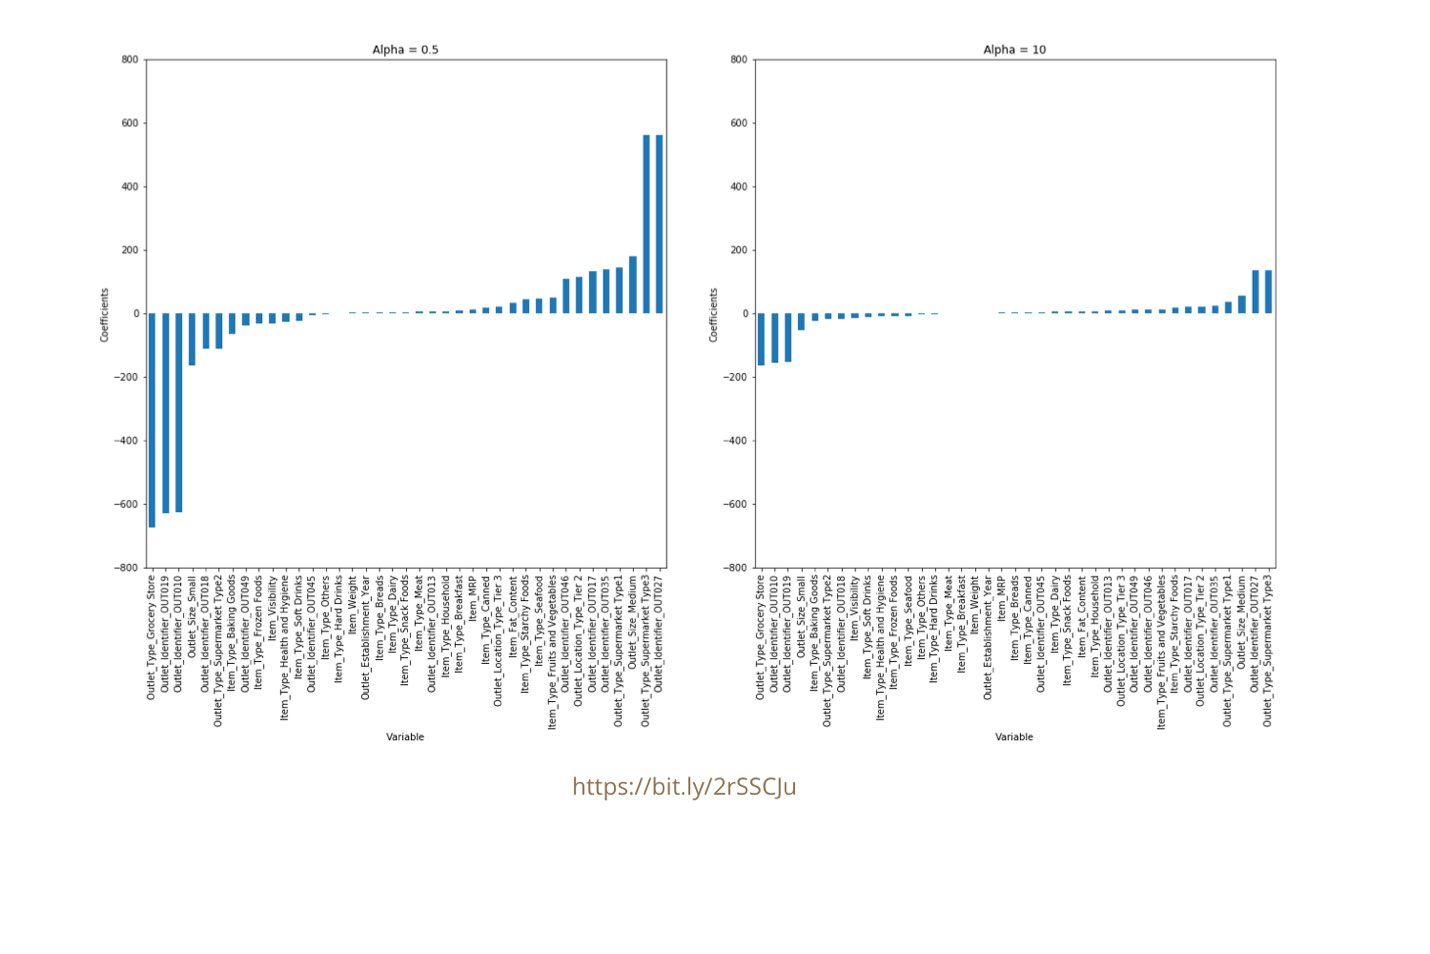 Alpha = 0.5
800
600
400
200
0
−200
−400
−600
−800
Coefficients
Outlet_Type_Grocery Store
Outlet_Identifier_OUT019
Outlet_Identifier_OUT010
Outlet_Size_Small
Outlet_Identifier_OUT018
Outlet_Type_Supermarket Type2
Item_Type_Baking Goods
Outlet_Identifier_OUT049
Item_Type_Frozen Foods
Item_Visibility
Item_Type_Health and Hygiene
Item_Type_Soft Drinks
Outlet_Identifier_OUT045
Item_Type_Others
Item_Type_Hard Drinks
Item_Weight
Outlet_Establishment_Year
Item_Type_Breads
Item_Type_Dairy
Item_Type_Snack Foods
Item_Type_Meat
Outlet_Identifier_OUT013
Item_Type_Household
Item_Type_Breakfast
Item_MRP
Item_Type_Canned
Outlet_Location_Type_Tier 3
Item_Fat_Content
Item_Type_Starchy Foods
Item_Type_Seafood
Item_Type_Fruits and Vegetables
Outlet_Identifier_OUT046
Outlet_Location_Type_Tier 2
Outlet_Identifier_OUT017
Outlet_Identifier_OUT035
Outlet_Type_Supermarket Type1
Outlet_Size_Medium
Outlet_Type_Supermarket Type3
Outlet_Identifier_OUT027
Variable
Alpha = 10
800
600
400
200
0
−200
−400
−600
−800
Coefficients
Outlet_Type_Grocery Store
Outlet_Identifier_OUT010
Outlet_Identifier_OUT019
Outlet_Size_Small
Item_Type_Baking Goods
Outlet_Type_Supermarket Type2
Outlet_Identifier_OUT018
Item_Visibility
Item_Type_Soft Drinks
Item_Type_Health and Hygiene
Item_Type_Frozen Foods
Item_Type_Seafood
Item_Type_Others
Item_Type_Hard Drinks
Item_Type_Meat
Item_Type_Breakfast
Item_Weight
Outlet_Establishment_Year
Item_MRP
Item_Type_Breads
Item_Type_Canned
Outlet_Identifier_OUT045
Item_Type_Dairy
Item_Type_Snack Foods
Item_Fat_Content
Item_Type_Household
Outlet_Identifier_OUT013
Outlet_Location_Type_Tier 3
Outlet_Identifier_OUT049
Outlet_Identifier_OUT046
Item_Type_Fruits and Vegetables
Item_Type_Starchy Foods
Outlet_Identifier_OUT017
Outlet_Location_Type_Tier 2
Outlet_Identifier_OUT035
Outlet_Type_Supermarket Type1
Outlet_Size_Medium
Outlet_Identifier_OUT027
Outlet_Type_Supermarket Type3
Variable
https://bit.ly/2rSSCJu